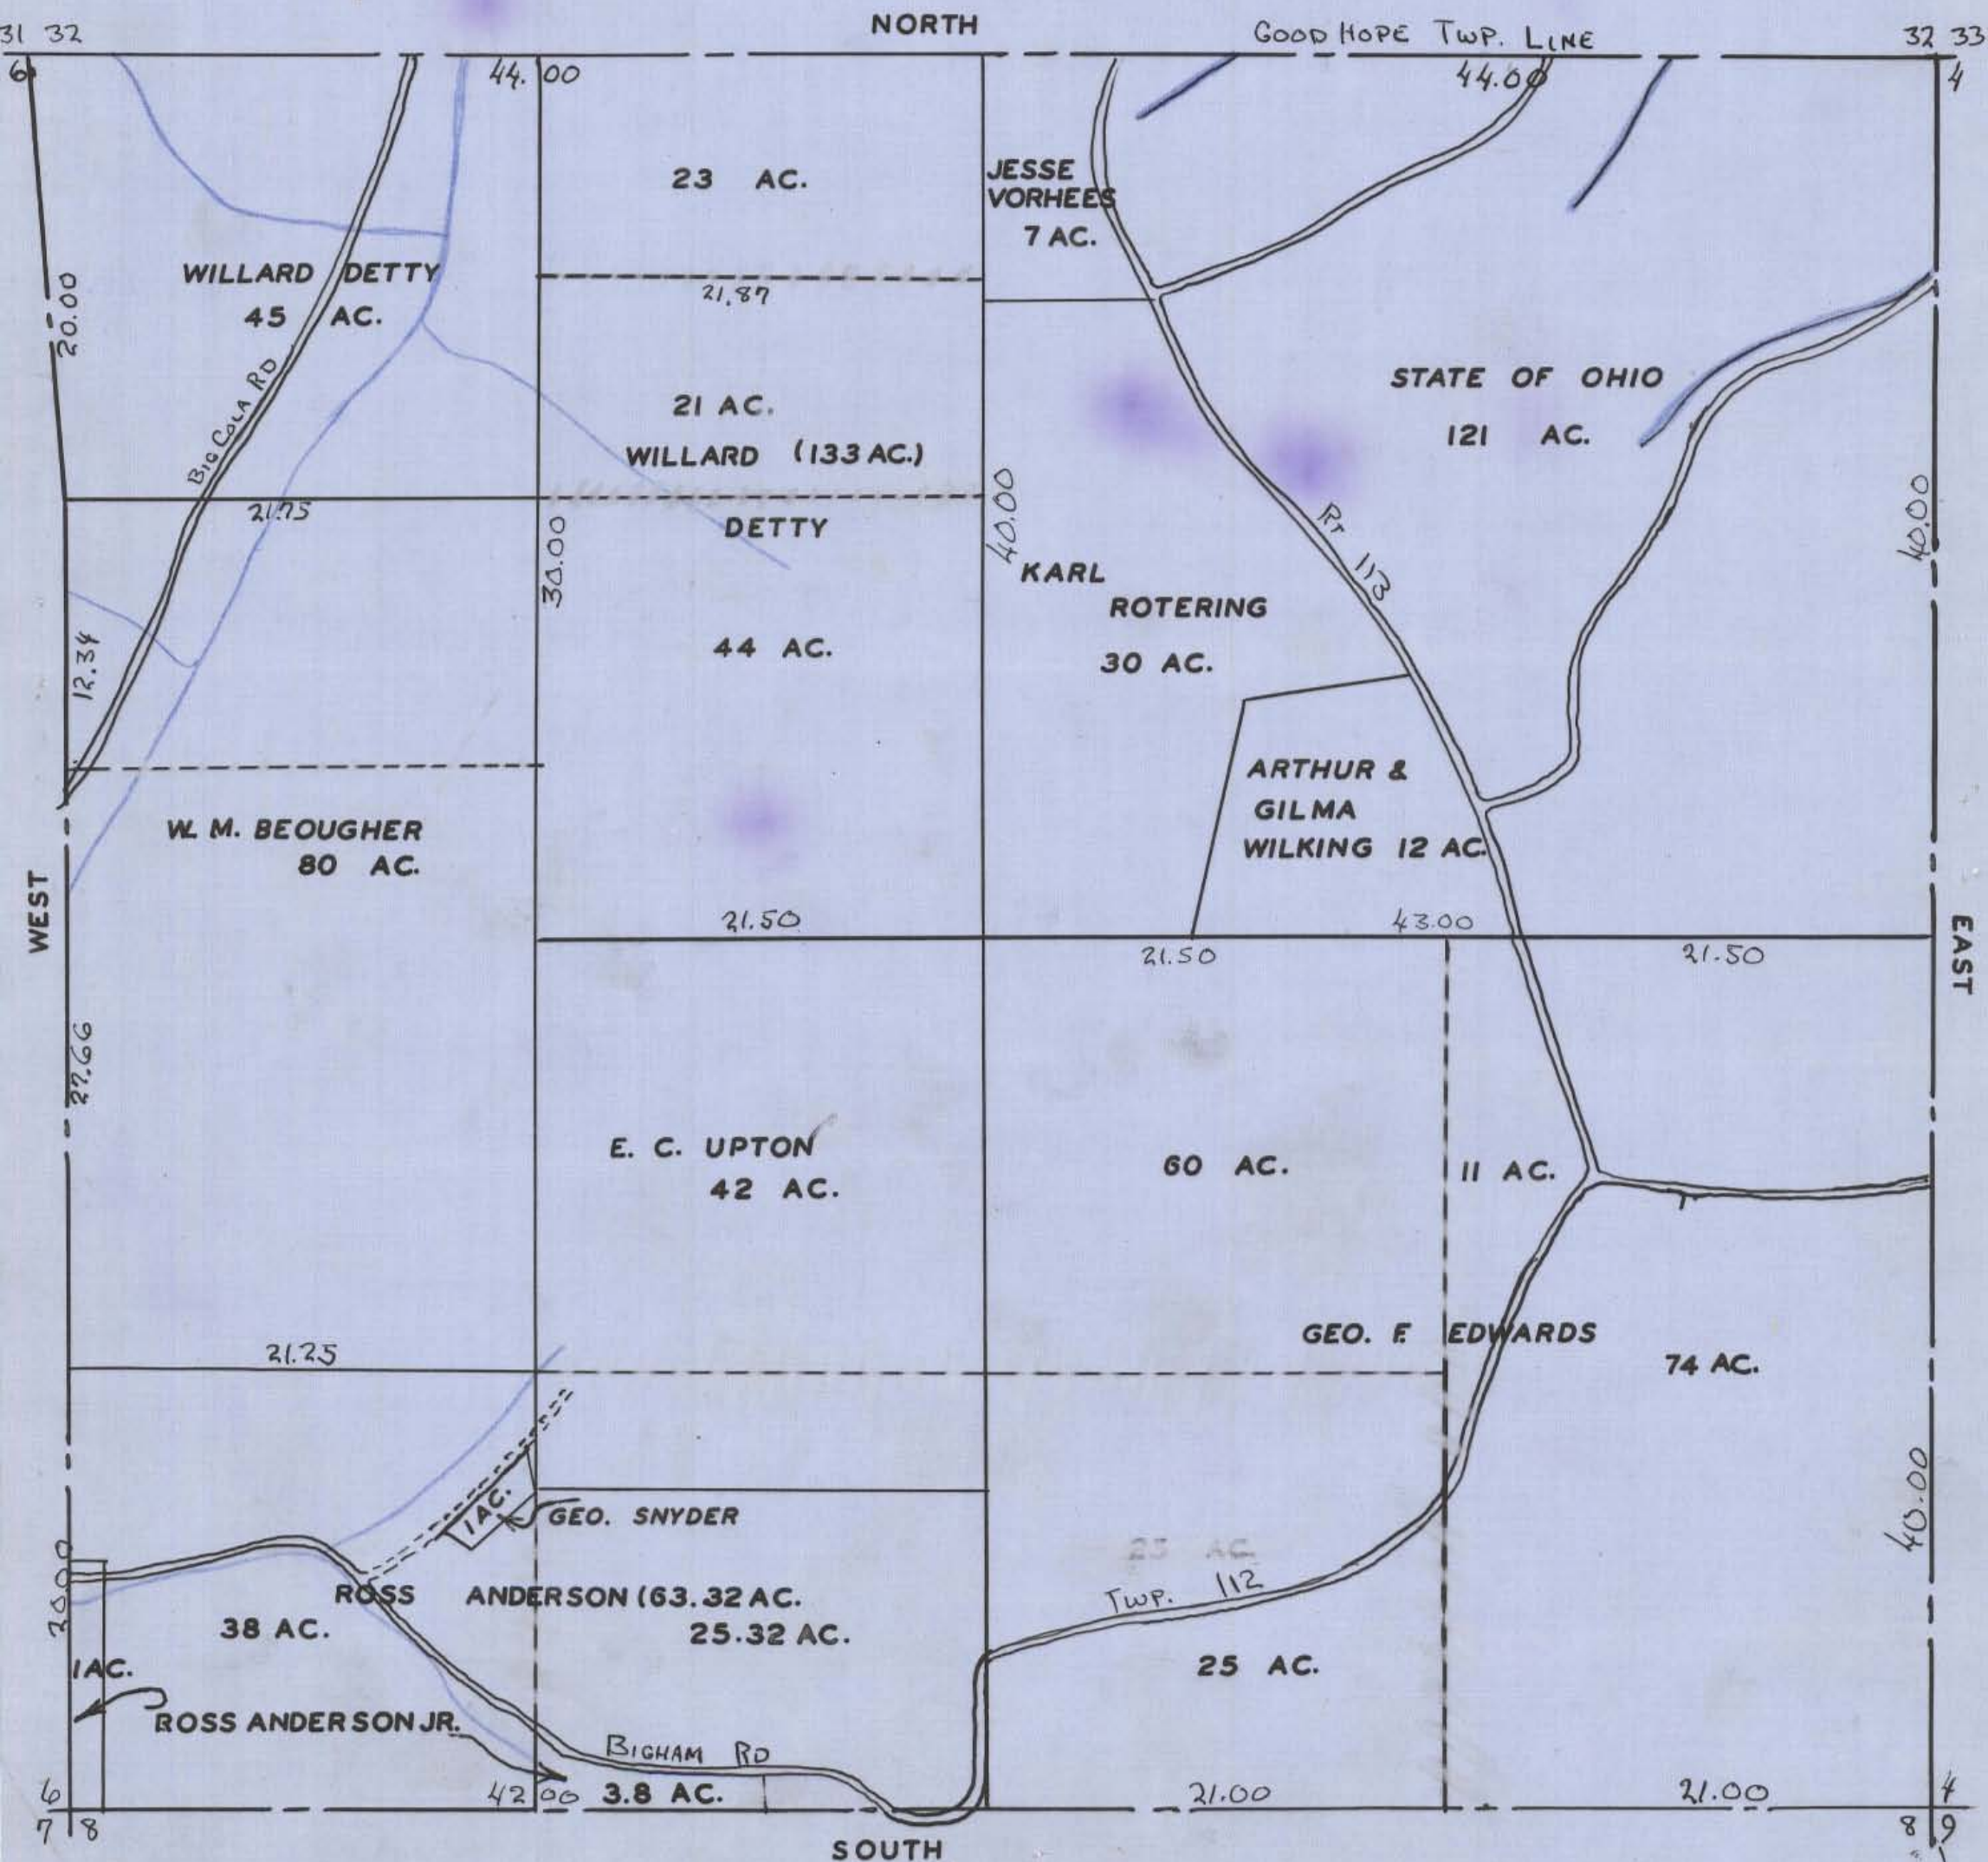 NORTH
GOOD HOPE TWP. LINE
31 32
32 33
6
44.00
44.00
4
23 AC.
JESSE
VORHEES
7 AC.
WILLARD DETTY
45 AC.
20.00
21.87
BIG COLA RD
21 AC.
WILLARD (133 AC.)
STATE OF OHIO
121 AC.
21.75
DETTY
30.00
40.00
RT 113
40.00
KARL
ROTERING
30 AC.
44 AC.
12.34
ARTHUR &
GILMA
WILKING 12 AC.
W. M. BEOUGHER
80 AC.
WEST
EAST
21.50
43.00
21.50
21.50
27.66
E. C. UPTON
42 AC.
60 AC.
11 AC.
GEO. F. EDWARDS
74 AC.
21.25
1 AC.
GEO. SNYDER
40.00
20.00
23 AC.
ROSS ANDERSON (63.32 AC.
38 AC.
25.32 AC.
TWP. 112
25 AC.
1 AC.
ROSS ANDERSON JR.
BIGHAM RD
3.8 AC.
6
42.00
21.00
21.00
4
7 8
8 9
SOUTH